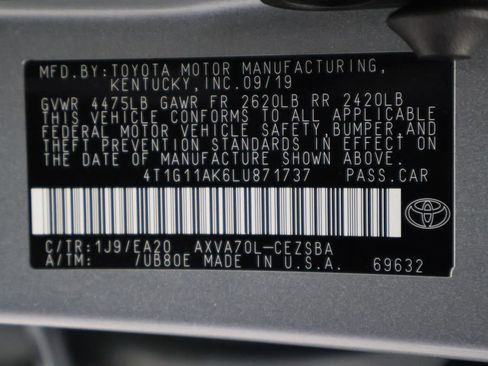 MFD.BY:TOYOTA MOTOR MANUFACTURING,
KENTUCKY,INC.09/19
GVWR 4475LB GAWR FR 2620LB RR 2420LB
THIS VEHICLE CONFORMS TO ALL APPLICABLE
FEDERAL MOTOR VEHICLE SAFETY,BUMPER,AND
THEFT PREVENTION STANDARDS IN EFFECT ON
THE DATE OF MANUFACTURE SHOWN ABOVE.
4T1G11AK6LU871737 PASS.CAR
C/TR:1J9/EA20 AXVA70L-CEZSBA
A/TM: /UB80E MADE IN U.S.A. 69632